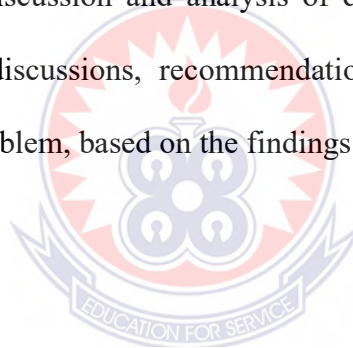 discussion and analysis of
discussions, recommendatio
blem, based on the findings
EDUCATION FOR SERVICE